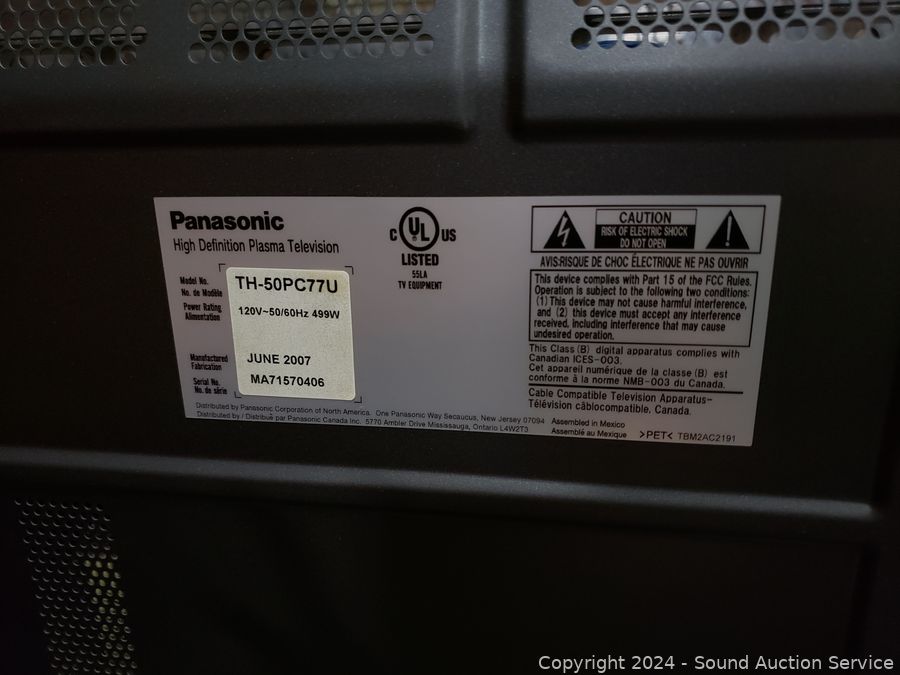 Panasonic
High Definition Plasma Television
Model No.
No. de Modèle
TH-50PC77U
Power Rating
Alimentation
120V~50/60Hz 499W
Manufactured
Fabrication
JUNE 2007
Serial No.
No. de série
MA71570406
C UL US
LISTED
55LA
TV EQUIPMENT
CAUTION
RISK OF ELECTRIC SHOCK
DO NOT OPEN
AVIS:RISQUE DE CHOC ÉLECTRIQUE NE PAS OUVRIR
This device complies with Part 15 of the FCC Rules.
Operation is subject to the following two conditions:
(1) This device may not cause harmful interference,
and (2) this device must accept any interference
received, including interference that may cause
undesired operation.
This Class (B) digital apparatus complies with
Canadian ICES-003.
Cet appareil numérique de la classe (B) est
conforme à la norme NMB-003 du Canada.
Cable Compatible Television Apparatus-
Télévision câblocompatible, Canada.
Distributed by Panasonic Corporation of North America. One Panasonic Way Secaucus, New Jersey 07094
Distributed by / Distribué par Panasonic Canada Inc. 5770 Ambler Drive Mississauga, Ontario L4W2T3
Assembled in Mexico
Assemblé au Mexique
>PET< TBM2AC2191
Copyright 2024 - Sound Auction Service